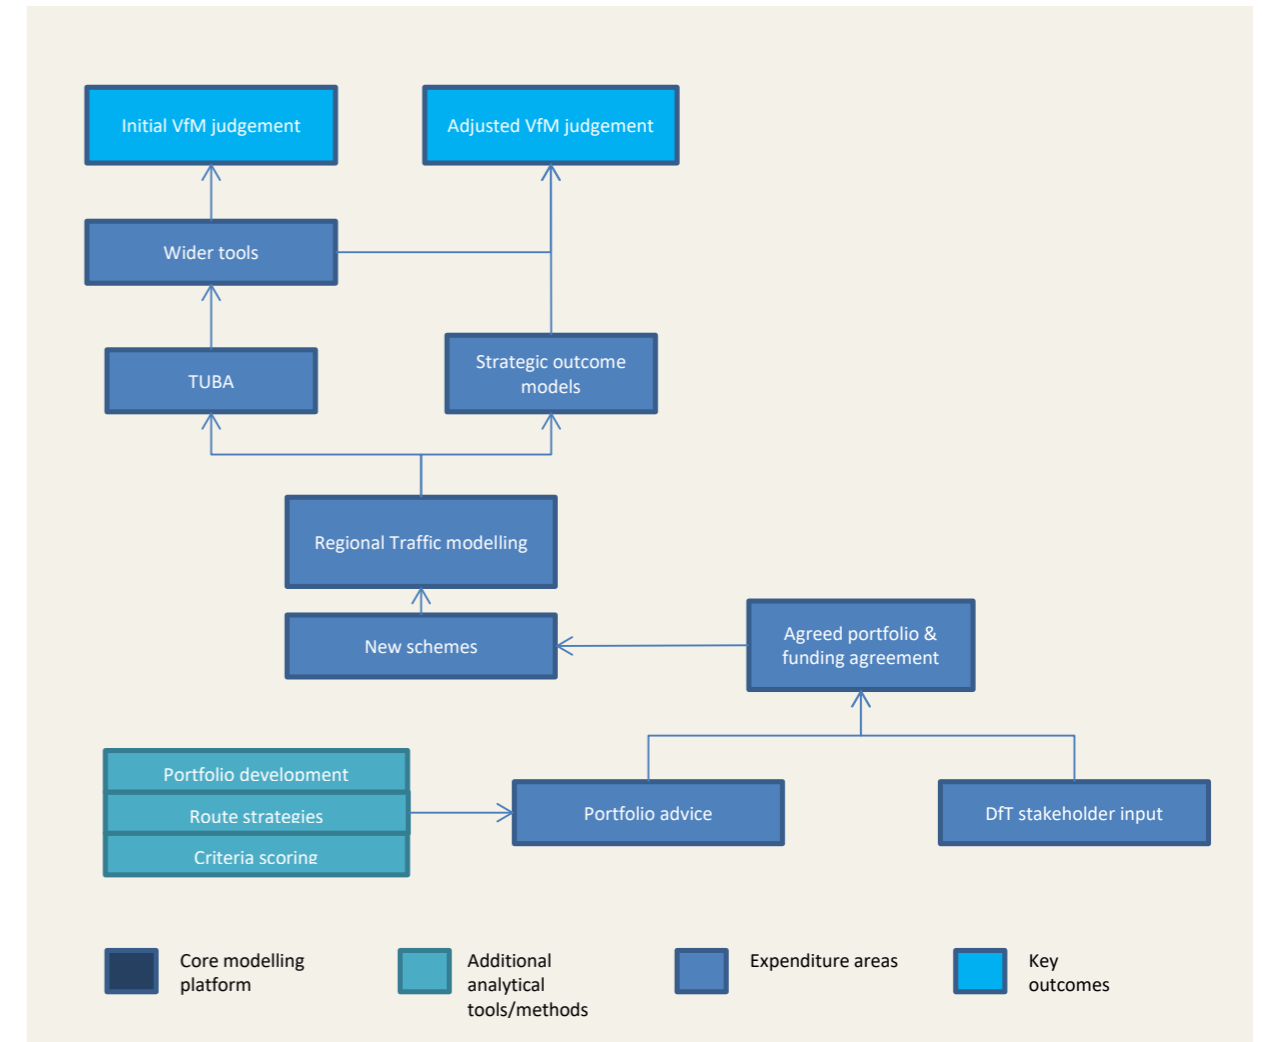 Initial VfM judgement
Adjusted VfM judgement
Wider tools
TUBA
Strategic outcome
models
Regional Traffic modelling
New schemes
Agreed portfolio &
funding agreement
Portfolio development
Route strategies
Criteria scoring
Portfolio advice
DfT stakeholder input
Core modelling
platform
Additional
analytical
tools/methods
Expenditure areas
Key
outcomes